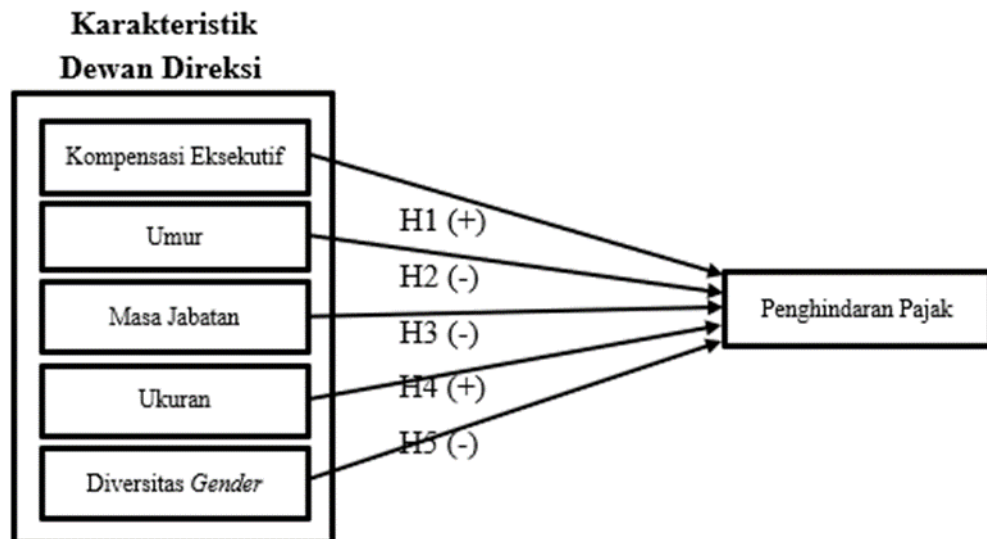 Karakteristik
Dewan Direksi
Kompensasi Eksekutif
Umur
Masa Jabatan
Ukuran
Diversitas Gender
H1 (+)
H2 (-)
H3 (-)
H4 (+)
H5 (-)
Penghindaran Pajak